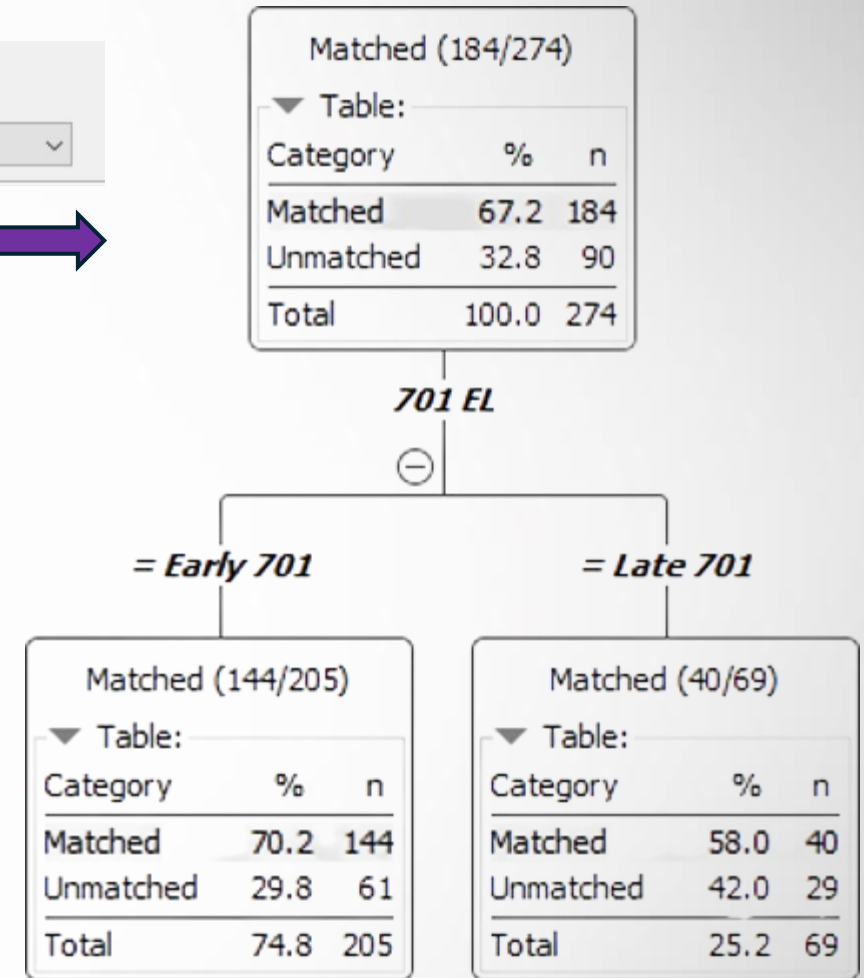 Matched (184/274)
Table:
Category % n
Matched 67.2 184
Unmatched 32.8 90
Total 100.0 274
701 EL
= Early 701
= Late 701
Matched (144/205)
Table:
Category % n
Matched 70.2 144
Unmatched 29.8 61
Total 74.8 205
Matched (40/69)
Table:
Category % n
Matched 58.0 40
Unmatched 42.0 29
Total 25.2 69